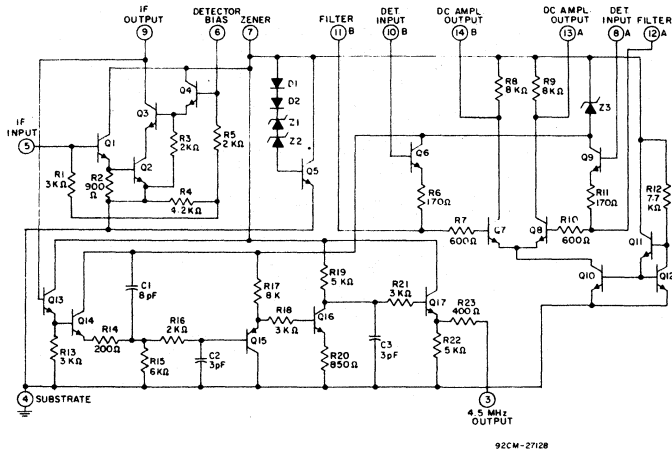 IF OUTPUT
9
DETECTOR BIAS
6
ZENER
7
FILTER
11 B
DET. INPUT
10 B
DC AMPL. OUTPUT
14 B
DC AMPL. OUTPUT
13 A
DET. INPUT
8 A
FILTER
12 A
IF INPUT
5
Q1
Q2
Q3
Q4
R1
3KΩ
R2
900
Ω
R3
2KΩ
R4
4.2KΩ
R5
2 KΩ
D1
D2
Z1
Z2
Q5
Q6
R6
170Ω
R7
600Ω
R8
8KΩ
R9
8KΩ
Q7
Q8
Z3
Q9
R10
600Ω
R11
170Ω
R12
7.7
KΩ
Q11
Q10
Q12
Q13
Q14
R13
3KΩ
R14
200Ω
C1
8pF
R15
6KΩ
R16
2KΩ
C2
3pF
R17
8 K
Q15
R18
3KΩ
R19
5 KΩ
Q16
R20
850Ω
C3
3pF
R21
3KΩ
Q17
R22
5 KΩ
R23
400Ω
4 SUBSTRATE
3
4.5 MHz
OUTPUT
92CM-27128